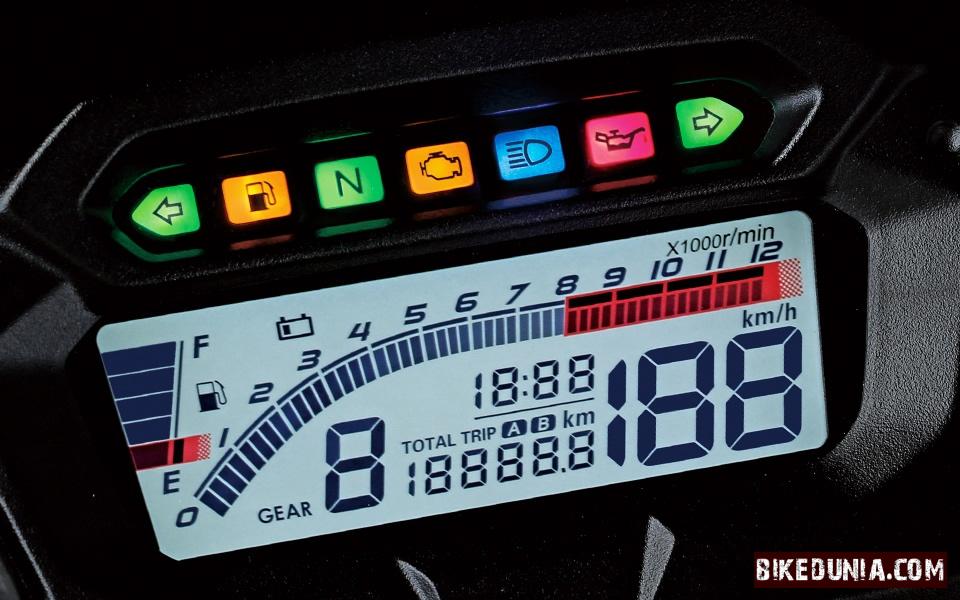 N
X1000r/min
0 1 2 3 4 5 6 7 8 9 10 11 12
km/h
F
18:88
188
TOTAL TRIP A B km
18888.8
E
GEAR 8
BIKEDUNIA.COM